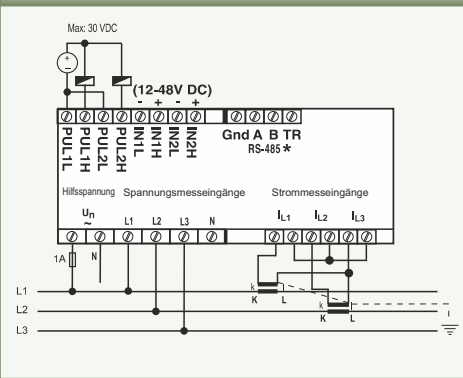 Max: 30 VDC
+
−
(12-48V DC)
- + - +
PUL1L PUL1H PUL2L PUL2H IN1L IN1H IN2L IN2H
Gnd A B TR
RS-485 *
Hilfsspannung Spannungsmesseingänge Strommesseingänge
Un L1 L2 L3 N IL1 IL2 IL3
~
1A N
L1
k l
K L
L2
k l
K L
L3